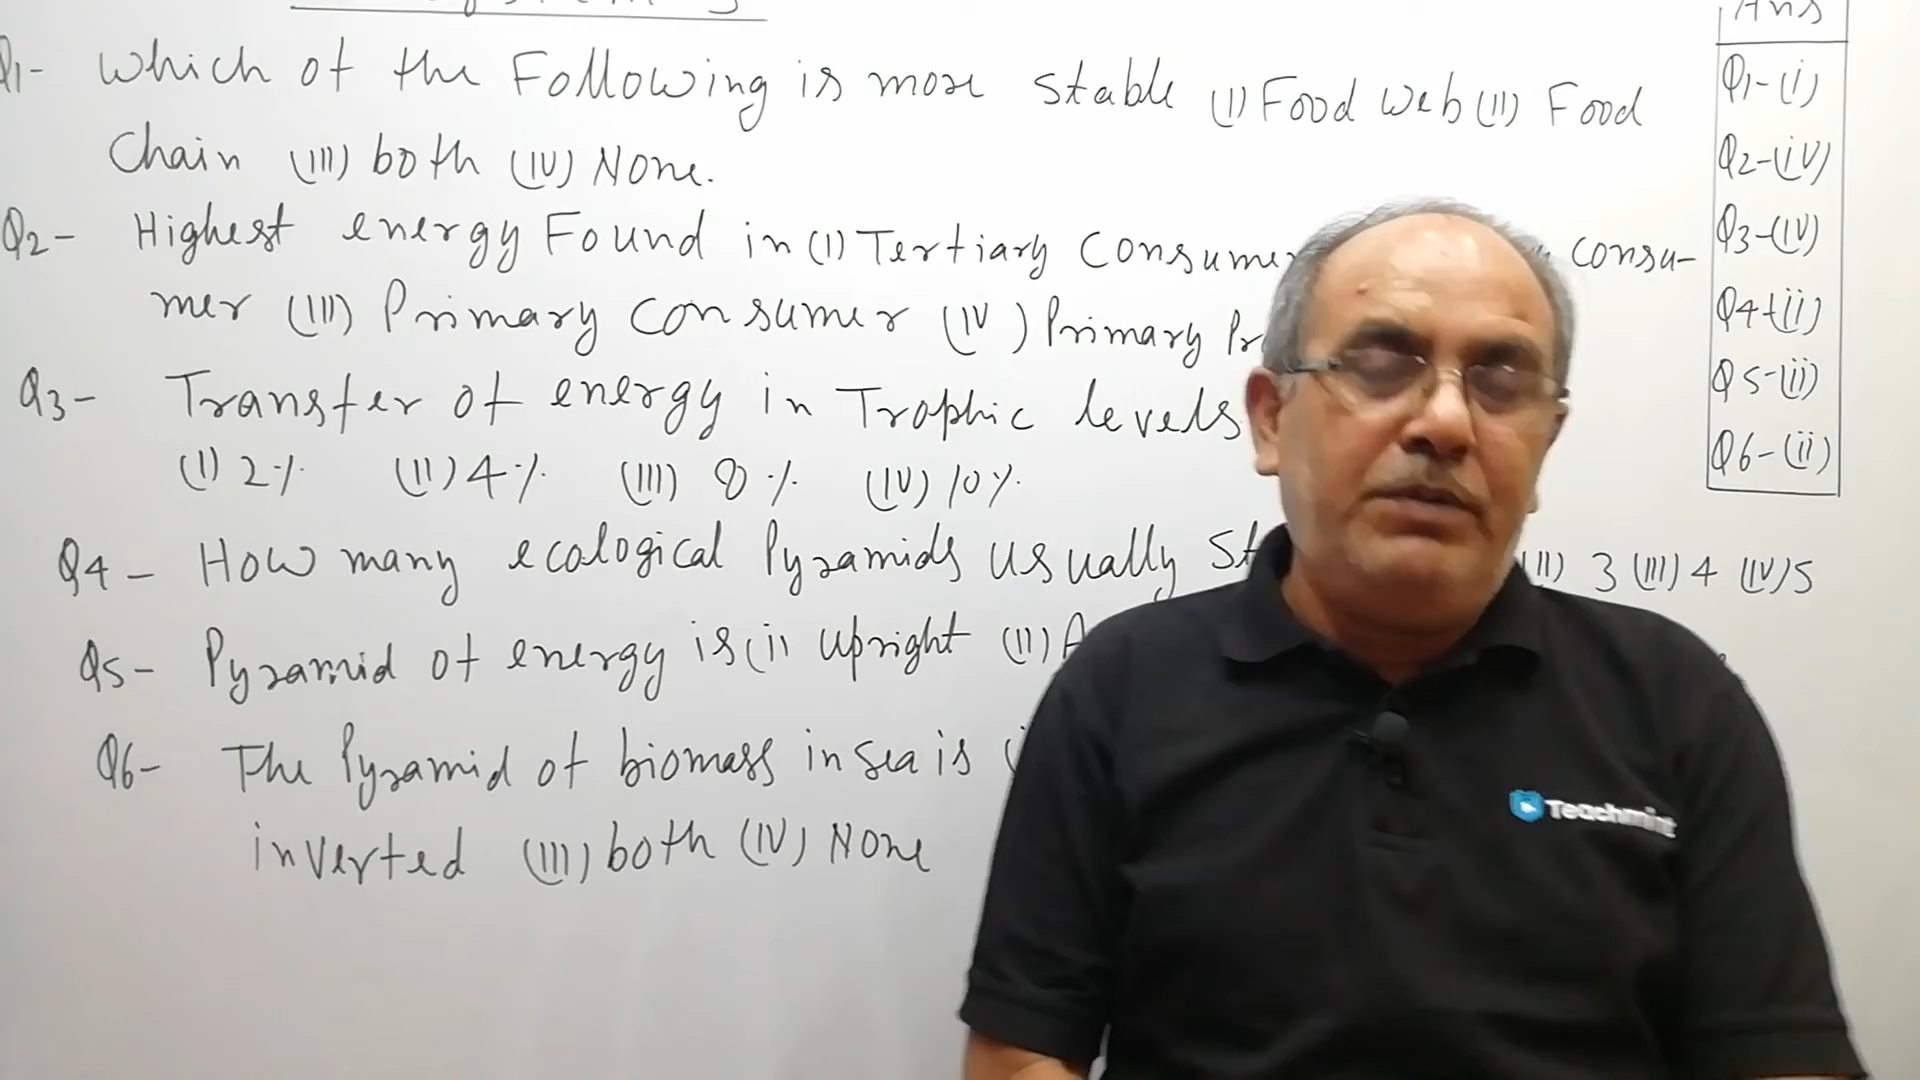 Q1- Which of the Following is more stable (I) Food Web (II) Food
Chain (III) both (IV) None.
Q2- Highest energy Found in (I) Tertiary Consumer consu-
mer (III) Primary Consumer (IV) Primary
Q3- Transfer of energy in Trophic levels
(I) 2% (II) 4% (III) 8% (IV) 10%
Q4- How many ecological Pyramids usually (II) 3 (III) 4 (IV) 5
Q5- Pyramid of energy is (i) upright (II)
Q6- The Pyramid of biomass in sea is
inverted (III) both (IV) None
Ans
Q1-(i)
Q2-(iV)
Q3-(IV)
Q4-(ii)
Q5-(ii)
Q6-(ii)
Teachmint